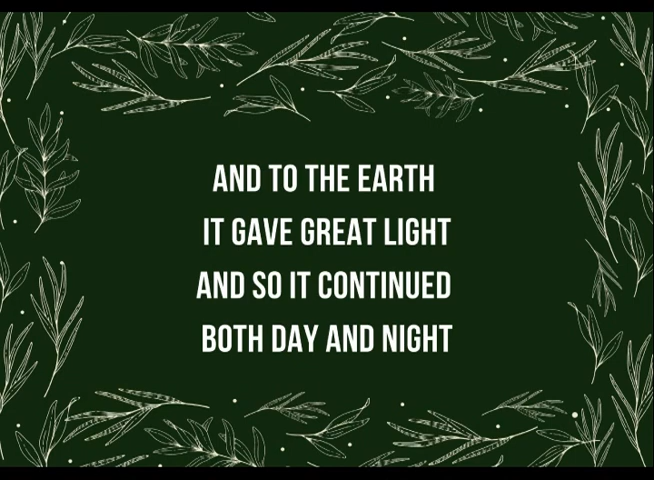 AND TO THE EARTH
IT GAVE GREAT LIGHT
AND SO IT CONTINUED
BOTH DAY AND NIGHT